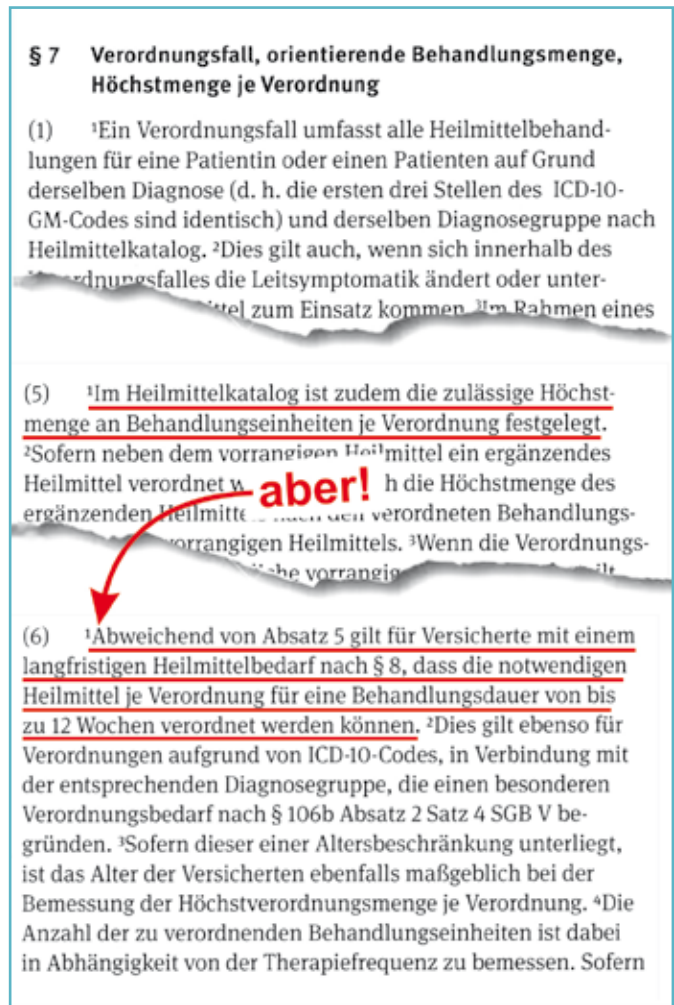 § 7 Verordnungsfall, orientierende Behandlungsmenge,
Höchstmenge je Verordnung
(1) ¹Ein Verordnungsfall umfasst alle Heilmittelbehand-
lungen für eine Patientin oder einen Patienten auf Grund
derselben Diagnose (d. h. die ersten drei Stellen des ICD-10-
GM-Codes sind identisch) und derselben Diagnosegruppe nach
Heilmittelkatalog. ²Dies gilt auch, wenn sich innerhalb des
rdnungsfalles die Leitsymptomatik ändert oder unter-
ttel zum Einsatz kommen. ³Im Rahmen eines
(5) ¹Im Heilmittelkatalog ist zudem die zulässige Höchst-
menge an Behandlungseinheiten je Verordnung festgelegt.
²Sofern neben dem vorrangigen Heilmittel ein ergänzendes
Heilmittel verordnet w aber! h die Höchstmenge des
ergänzenden Heilmitte nach den verordneten Behandlungs-
vorrangigen Heilmittels. ³Wenn die Verordnungs-
che vorrangig
(6) ¹Abweichend von Absatz 5 gilt für Versicherte mit einem
langfristigen Heilmittelbedarf nach § 8, dass die notwendigen
Heilmittel je Verordnung für eine Behandlungsdauer von bis
zu 12 Wochen verordnet werden können. ²Dies gilt ebenso für
Verordnungen aufgrund von ICD-10-Codes, in Verbindung mit
der entsprechenden Diagnosegruppe, die einen besonderen
Verordnungsbedarf nach § 106b Absatz 2 Satz 4 SGB V be-
gründen. ³Sofern dieser einer Altersbeschränkung unterliegt,
ist das Alter der Versicherten ebenfalls maßgeblich bei der
Bemessung der Höchstverordnungsmenge je Verordnung. ⁴Die
Anzahl der zu verordnenden Behandlungseinheiten ist dabei
in Abhängigkeit von der Therapiefrequenz zu bemessen. Sofern